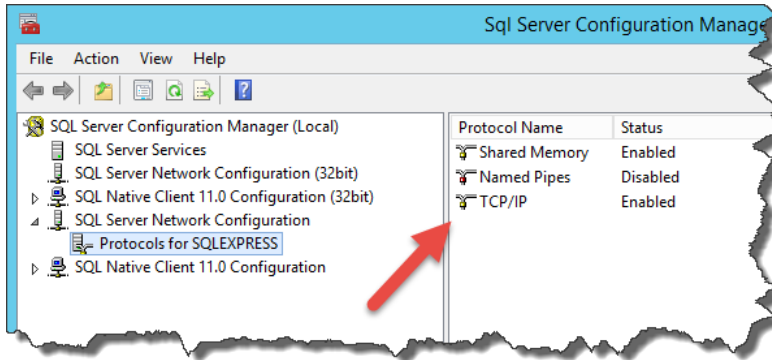 Sql Server Configuration Manage
File Action View Help
SQL Server Configuration Manager (Local)
SQL Server Services
SQL Server Network Configuration (32bit)
SQL Native Client 11.0 Configuration (32bit)
SQL Server Network Configuration
Protocols for SQLEXPRESS
SQL Native Client 11.0 Configuration
Protocol Name Status
Shared Memory Enabled
Named Pipes Disabled
TCP/IP Enabled